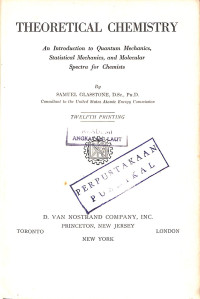 THEORETICAL CHEMISTRY
An Introduction to Quantum Mechanics,
Statistical Mechanics, and Molecular
Spectra for Chemists
By
SAMUEL GLASSTONE, D.Sc., Ph.D.
Consultant to the United States Atomic Energy Commission
TWELFTH PRINTING
ANGKATAN LAUT
PERPUSTAKAAN
D. VAN NOSTRAND COMPANY, INC.
PRINCETON, NEW JERSEY
TORONTO LONDON
NEW YORK